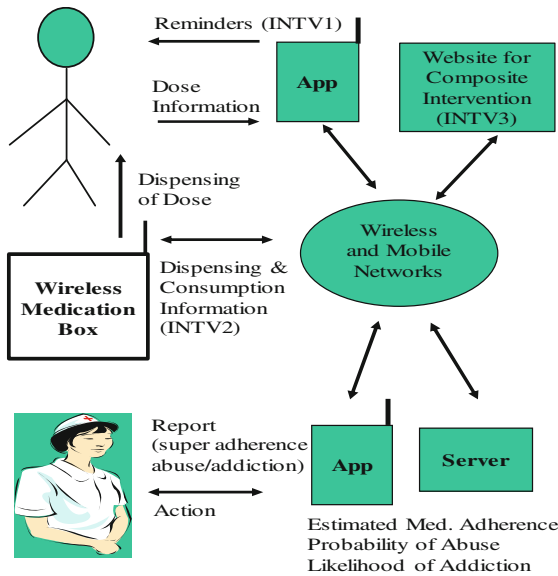 Reminders (INTV1)
App
Website for
Composite
Intervention
(INTV3)
Dose
Information
Dispensing
of Dose
Wireless
and Mobile
Networks
Wireless
Medication
Box
Dispensing &
Consumption
Information
(INTV2)
Report
(super adherence
abuse/addiction)
Action
App
Server
Estimated Med. Adherence
Probability of Abuse
Likelihood of Addiction